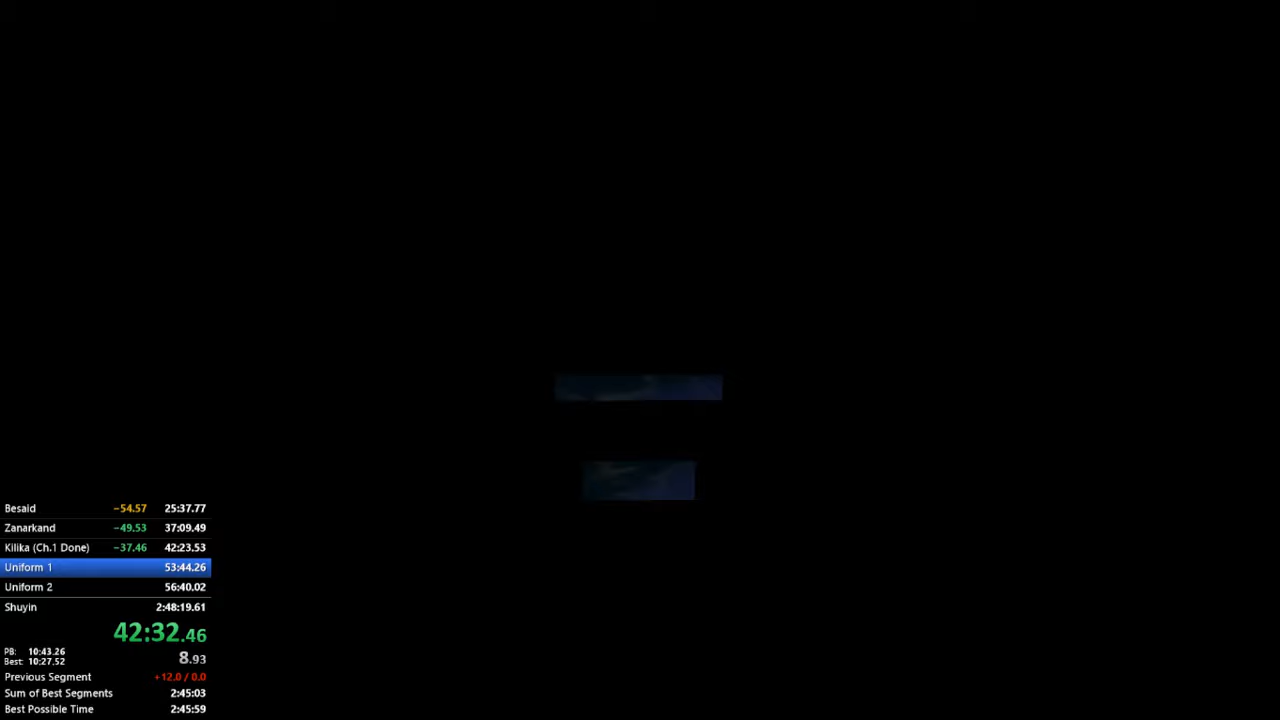 Besaid −54.57 25:37.77
Zanarkand −49.53 37:09.49
Kilika (Ch.1 Done) −37.46 42:23.53
Uniform 1 53:44.26
Uniform 2 56:40.02
Shuyin 2:48:19.61
42:32.46
PB: 10:43.26
Best: 10:27.52
8.93
Previous Segment +12.0 / 0.0
Sum of Best Segments 2:45:03
Best Possible Time 2:45:59